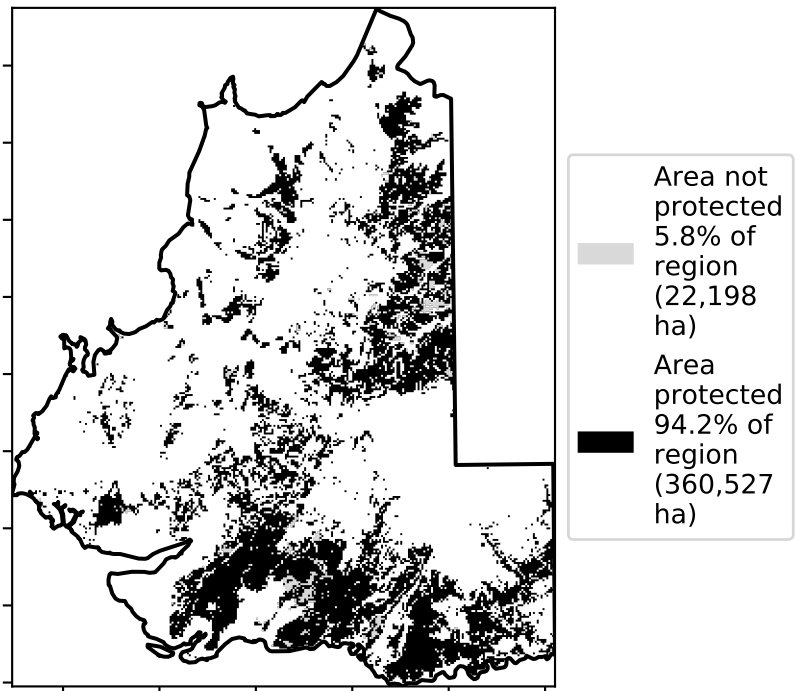 Area not
protected
5.8% of
region
(22,198
ha)
Area
protected
94.2% of
region
(360,527
ha)